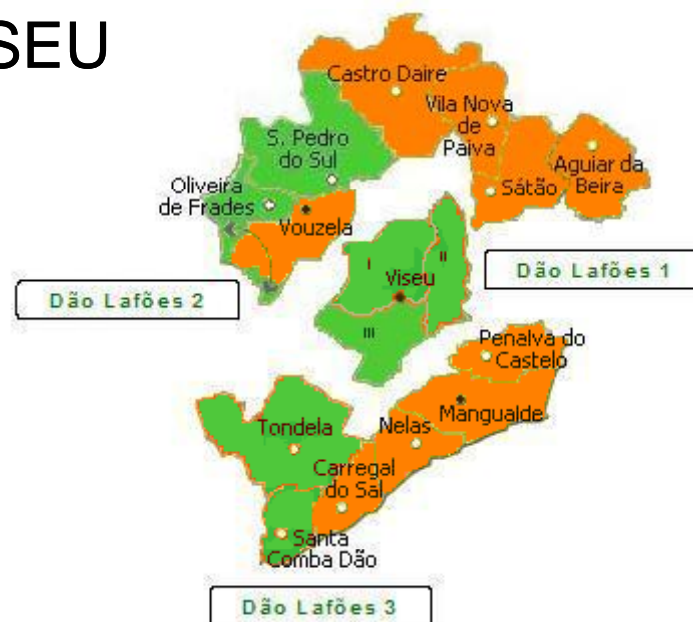 SEU
Castro Daire
Vila Nova
de
Paiva
S. Pedro
do Sul
Aguiar da
Beira
Sátão
Oliveira
de Frades
Vouzela
I
II
Viseu
III
Dão Lafões 1
Dão Lafões 2
Penalva do
Castelo
Mangualde
Nelas
Tondela
Carregal
do Sal
Santa
Comba Dão
Dão Lafões 3